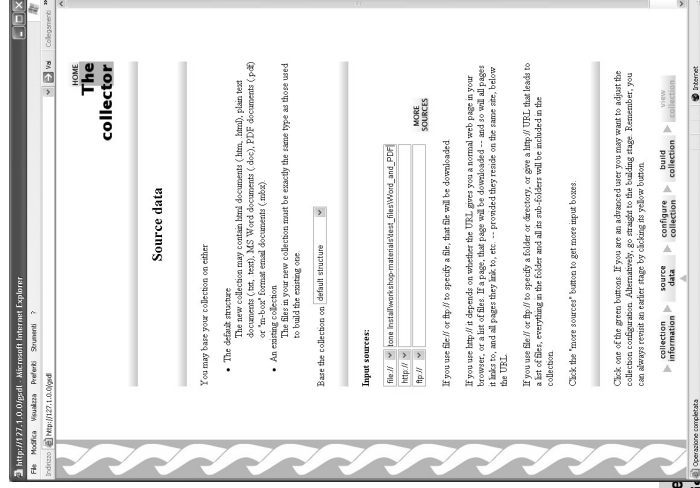 http://127.1.0.0/gsdl - Microsoft Internet Explorer
File Modifica Visualizza Preferiti Strumenti ?
Indirizzo http://127.1.0.0/gsdl Vai Collegamenti »
HOME
The
collector
Source data
You may base your collection on either
• The default structure
The new collection may contain html documents (.htm, .html), plain text
documents (.txt, .text), MS Word documents (.doc), PDF documents (.pdf)
or "m-box" format email documents (.mbx).
• An existing collection
The files in your new collection must be exactly the same type as those used
to build the existing one.
Base the collection on default structure
Input sources:
file:// tone Install\workshop-materials\test_files\Word_and_PDF
http://
ftp://
MORE
SOURCES
If you use file:// or ftp:// to specify a file, that file will be downloaded.
If you use http:// it depends on whether the URL gives you a normal web page in your
browser, or a list of files. If a page, that page will be downloaded -- and so will all pages
it links to, and all pages they link to, etc. -- provided they reside on the same site, below
the URL.
If you use file:// or ftp:// to specify a folder or directory, or give a http:// URL that leads to
a list of files, everything in the folder and all its sub-folders will be included in the
collection.
Click the "more sources" button to get more input boxes.
Click one of the green buttons. If you are an advanced user you may want to adjust the
collection configuration. Alternatively, go straight to the building stage. Remember, you
can always revisit an earlier stage by clicking its yellow button.
collection information
source data
configure collection
build collection
view collection
Operazione completata
Internet